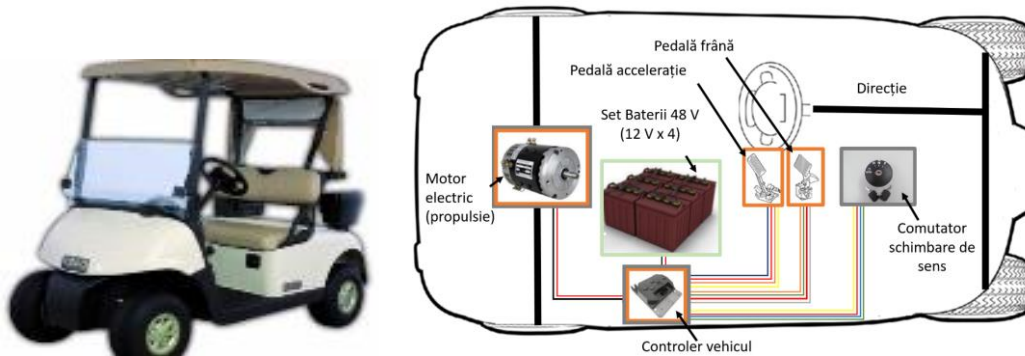 Pedală frână
Pedală accelerație
Direcție
Set Baterii 48 V
(12 V x 4)
Motor
electric
(propulsie)
Comutator
schimbare de
sens
Controler vehicul